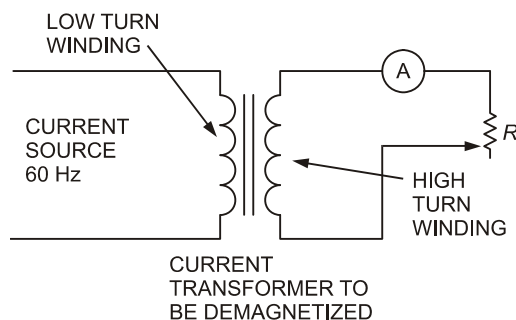 LOW TURN
WINDING
A
R
CURRENT
SOURCE
60 Hz
HIGH
TURN
WINDING
CURRENT
TRANSFORMER TO
BE DEMAGNETIZED